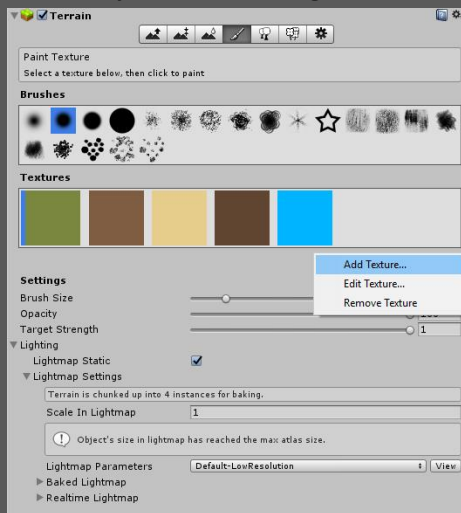 Terrain
Paint Texture
Select a texture below, then click to paint
Brushes
Textures
Add Texture...
Edit Texture...
Remove Texture
Settings
Brush Size
Opacity
Target Strength
1
Lighting
Lightmap Static
Lightmap Settings
Terrain is chunked up into 4 instances for baking.
Scale In Lightmap
1
Object's size in lightmap has reached the max atlas size.
Lightmap Parameters
Default-LowResolution
View
Baked Lightmap
Realtime Lightmap